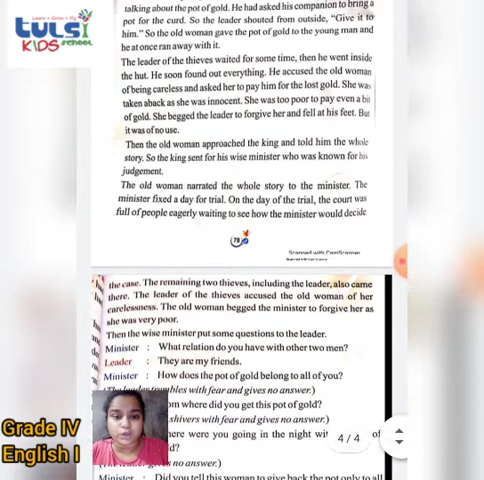 Learn • Grow • Fly
TULSI
KIDS SCHOOL
talking about the pot of gold. He had asked his companion to bring a
pot for the curd. So the leader shouted from outside, "Give it to
him." So the old woman gave the pot of gold to the young man and
he at once ran away with it.
The leader of the thieves waited for some time, then he went inside
the hut. He soon found out everything. He accused the old woman
of being careless and asked her to pay him for the lost gold. She was
taken aback as she was innocent. She was too poor to pay even a bit
of gold. She begged the leader to forgive her and fell at his feet. But
it was of no use.
Then the old woman approached the king and told him the whole
story. So the king sent for his wise minister who was known for his
judgement.
The old woman narrated the whole story to the minister. The
minister fixed a day for trial. On the day of the trial, the court was
full of people eagerly waiting to see how the minister would decide
78
Scanned with CamScanner
the case. The remaining two thieves, including the leader, also came
there. The leader of the thieves accused the old woman of her
carelessness. The old woman begged the minister to forgive her as
she was very poor.
Then the wise minister put some questions to the leader.
Minister : What relation do you have with other two men?
Leader : They are my friends.
Minister : How does the pot of gold belong to all of you?
(The leader trembles with fear and gives no answer.)
om where did you get this pot of gold?
shivers with fear and gives no answer.)
here were you going in the night wit of
d?
no answer.)
Minister : Did you tell this woman to give back the pot only to all
4 / 4
Grade IV
English I